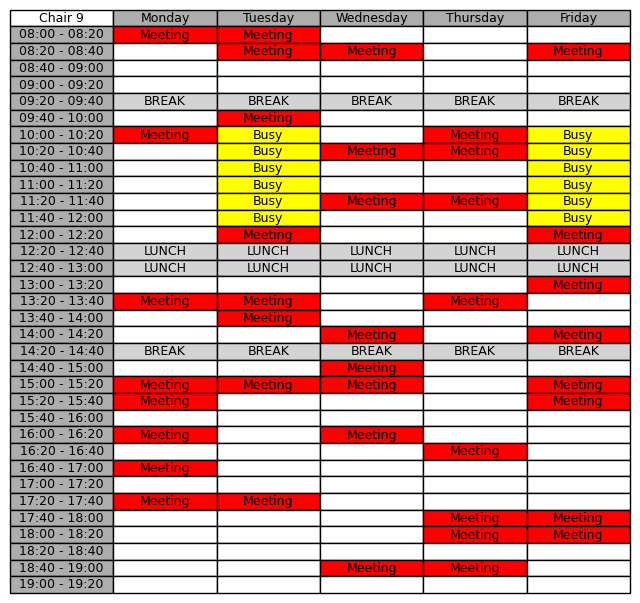 Chair 9 Monday Tuesday Wednesday Thursday Friday
08:00 - 08:20 Meeting Meeting
08:20 - 08:40 Meeting Meeting Meeting
08:40 - 09:00
09:00 - 09:20
09:20 - 09:40 BREAK BREAK BREAK BREAK BREAK
09:40 - 10:00 Meeting
10:00 - 10:20 Meeting Busy Meeting Busy
10:20 - 10:40 Busy Meeting Meeting Busy
10:40 - 11:00 Busy Busy
11:00 - 11:20 Busy Busy
11:20 - 11:40 Busy Meeting Meeting Busy
11:40 - 12:00 Busy Busy
12:00 - 12:20 Meeting Meeting
12:20 - 12:40 LUNCH LUNCH LUNCH LUNCH LUNCH
12:40 - 13:00 LUNCH LUNCH LUNCH LUNCH LUNCH
13:00 - 13:20 Meeting
13:20 - 13:40 Meeting Meeting Meeting
13:40 - 14:00 Meeting
14:00 - 14:20 Meeting Meeting
14:20 - 14:40 BREAK BREAK BREAK BREAK BREAK
14:40 - 15:00 Meeting
15:00 - 15:20 Meeting Meeting Meeting Meeting
15:20 - 15:40 Meeting Meeting
15:40 - 16:00
16:00 - 16:20 Meeting Meeting
16:20 - 16:40 Meeting
16:40 - 17:00 Meeting
17:00 - 17:20
17:20 - 17:40 Meeting Meeting
17:40 - 18:00 Meeting Meeting
18:00 - 18:20 Meeting Meeting
18:20 - 18:40
18:40 - 19:00 Meeting Meeting
19:00 - 19:20